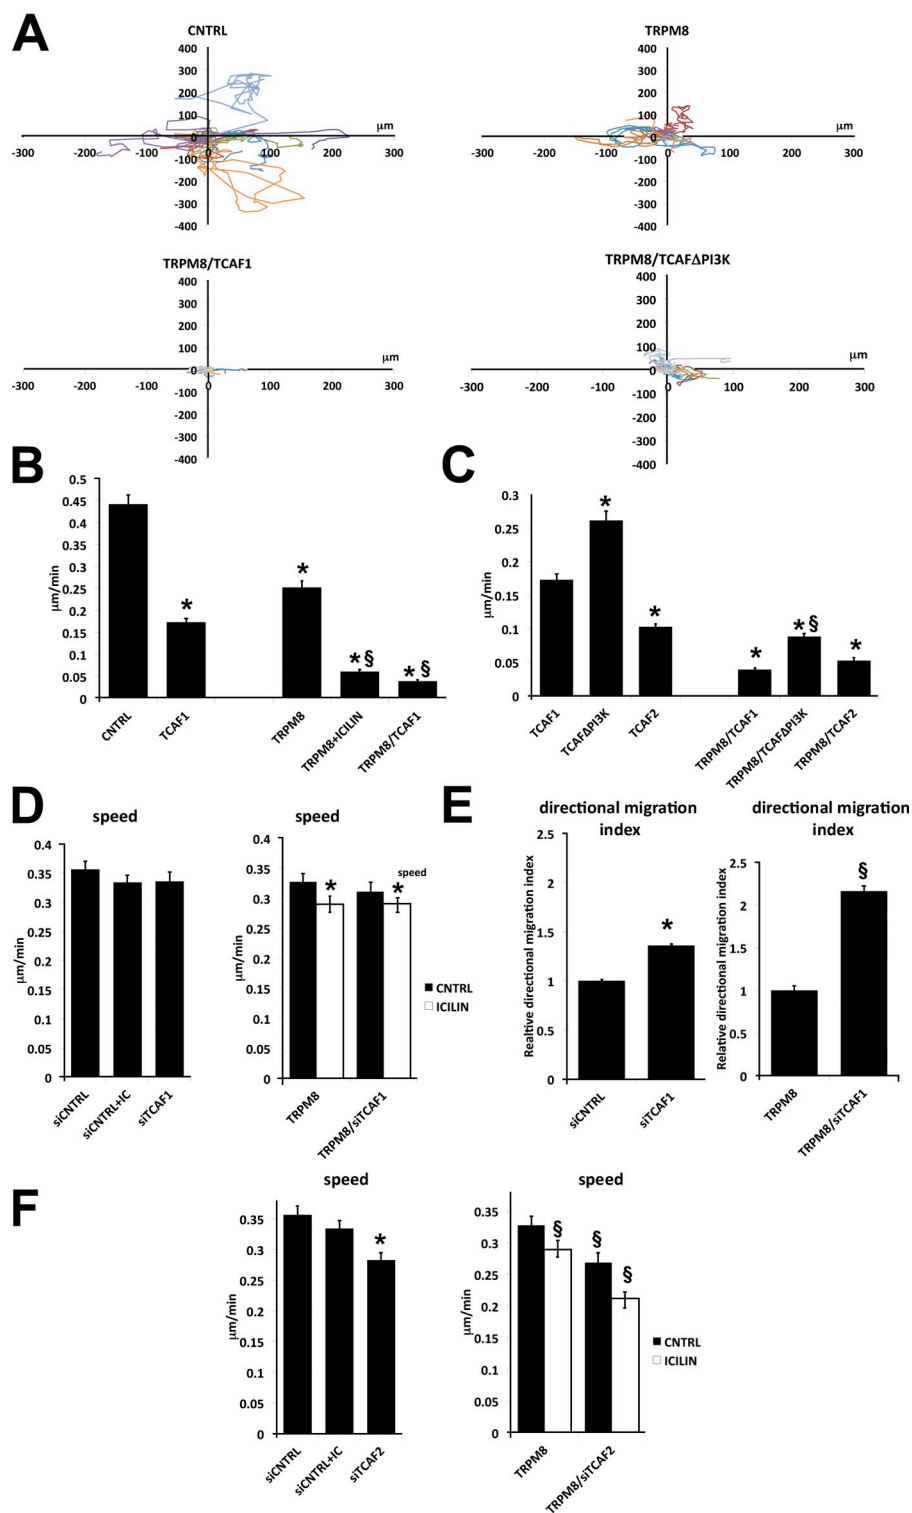 A
CNTRL
400
300
200
100
0
-100
-200
-300
-400
-300 -200 -100 0 100 200 300
µm
TRPM8
400
300
200
100
0
-100
-200
-300
-400
-300 -200 -100 0 100 200 300
µm
TRPM8/TCAF1
400
300
200
100
0
-100
-200
-300
-400
-300 -200 -100 0 100 200 300
µm
TRPM8/TCAFΔPI3K
400
300
200
100
0
-100
-200
-300
-400
-300 -200 -100 0 100 200 300
µm
B
µm/min
0.5
0.45
0.4
0.35
0.3
0.25
0.2
0.15
0.1
0.05
0
*
*
*§
*§
CNTRL
TCAF1
TRPM8
TRPM8+ICILIN
TRPM8/TCAF1
C
µm/min
0.3
0.25
0.2
0.15
0.1
0.05
0
*
*
*
*§
*
TCAF1
TCAFΔPI3K
TCAF2
TRPM8/TCAF1
TRPM8/TCAFΔPI3K
TRPM8/TCAF2
D
speed
µm/min
0.4
0.35
0.3
0.25
0.2
0.15
0.1
0.05
0
siCNTRL
siCNTRL+IC
siTCAF1
speed
µm/min
0.4
0.35
0.3
0.25
0.2
0.15
0.1
0.05
0
speed
*
*
CNTRL
ICILIN
TRPM8
TRPM8/siTCAF1
E
directional migration
index
Realtive directional migration index
2.5
2
1.5
1
0.5
0
*
siCNTRL
siTCAF1
directional migration
index
Relative directional migration index
2.5
2
1.5
1
0.5
0
§
TRPM8
TRPM8/siTCAF1
F
speed
µm/min
0.35
0.3
0.25
0.2
0.15
0.1
0.05
0
*
siCNTRL
siCNTRL+IC
siTCAF2
speed
µm/min
0.35
0.3
0.25
0.2
0.15
0.1
0.05
0
§
§
§
CNTRL
ICILIN
TRPM8
TRPM8/siTCAF2